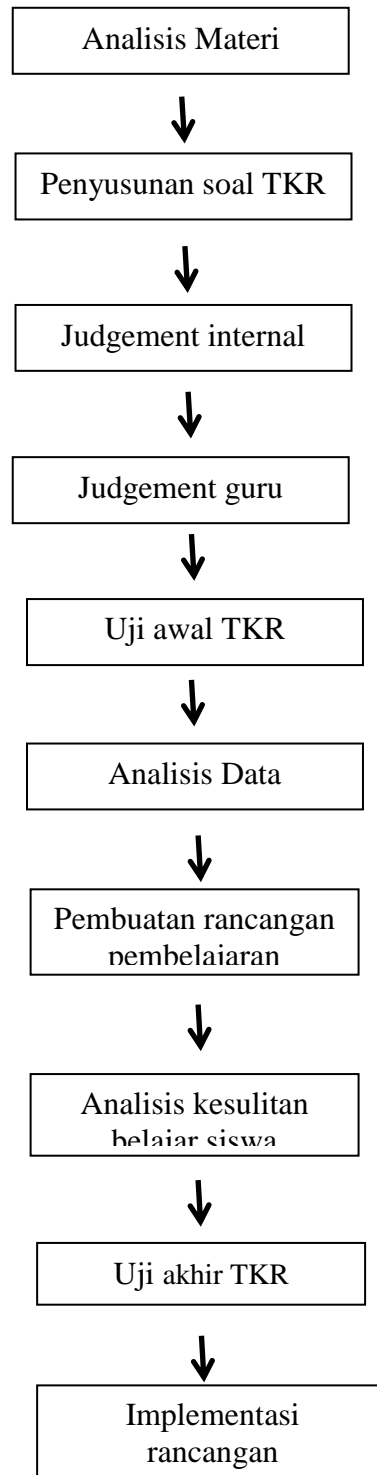 Analisis Materi
Penyusunan soal TKR
Judgement internal
Judgement guru
Uji awal TKR
Analisis Data
Pembuatan rancangan
pembelajaran
Analisis kesulitan
belajar siswa
Uji akhir TKR
Implementasi
rancangan